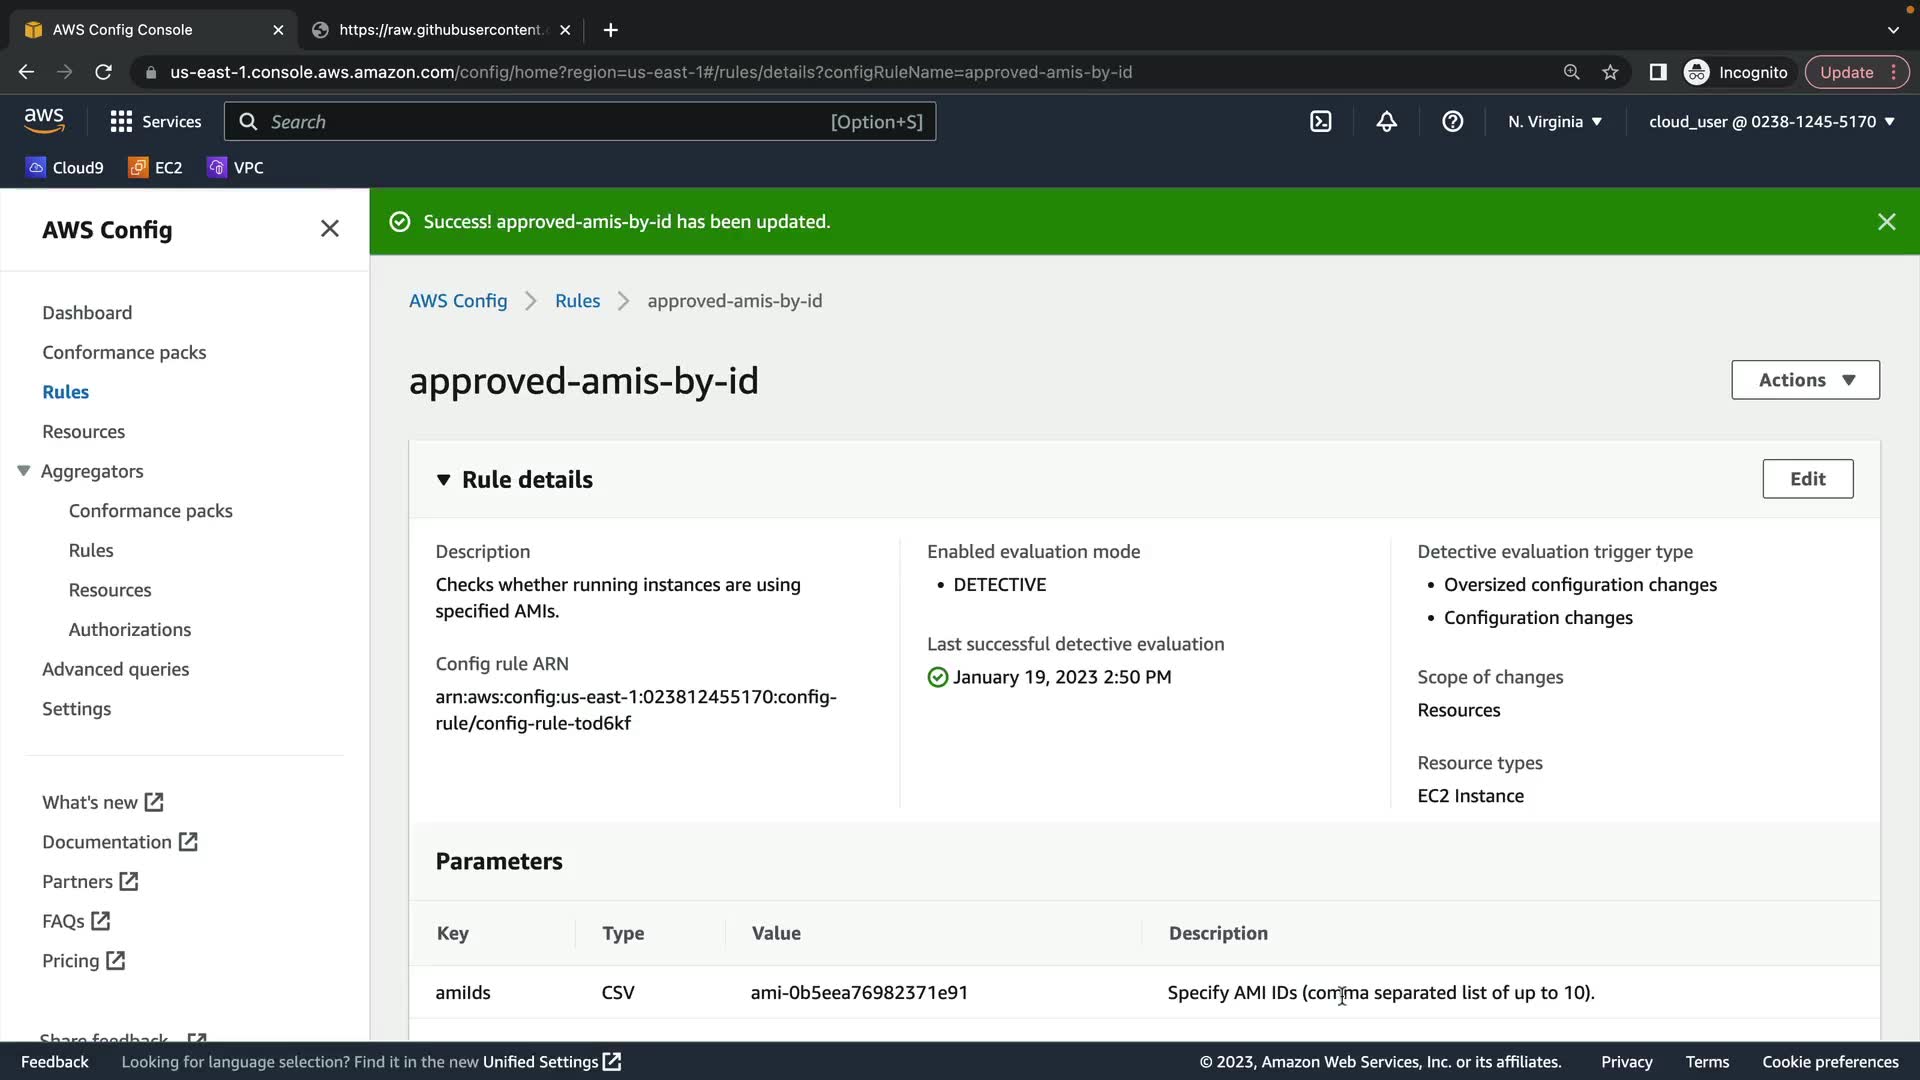 AWS Config Console
https://raw.githubusercontent.
us-east-1.console.aws.amazon.com/config/home?region=us-east-1#/rules/details?configRuleName=approved-amis-by-id
Incognito
Update
aws
Services
Search
[Option+S]
N. Virginia
cloud_user @ 0238-1245-5170
Cloud9
EC2
VPC
AWS Config
Dashboard
Conformance packs
Rules
Resources
Aggregators
Conformance packs
Rules
Resources
Authorizations
Advanced queries
Settings
What's new
Documentation
Partners
FAQs
Pricing
Share feedback
Success! approved-amis-by-id has been updated.
AWS Config
Rules
approved-amis-by-id
approved-amis-by-id
Actions
Rule details
Edit
Description
Checks whether running instances are using
specified AMIs.
Config rule ARN
arn:aws:config:us-east-1:023812455170:config-
rule/config-rule-tod6kf
Enabled evaluation mode
• DETECTIVE
Last successful detective evaluation
January 19, 2023 2:50 PM
Detective evaluation trigger type
• Oversized configuration changes
• Configuration changes
Scope of changes
Resources
Resource types
EC2 Instance
Parameters
Key
Type
Value
Description
amiIds
CSV
ami-0b5eea76982371e91
Specify AMI IDs (comma separated list of up to 10).
Feedback
Looking for language selection? Find it in the new Unified Settings
© 2023, Amazon Web Services, Inc. or its affiliates.
Privacy
Terms
Cookie preferences